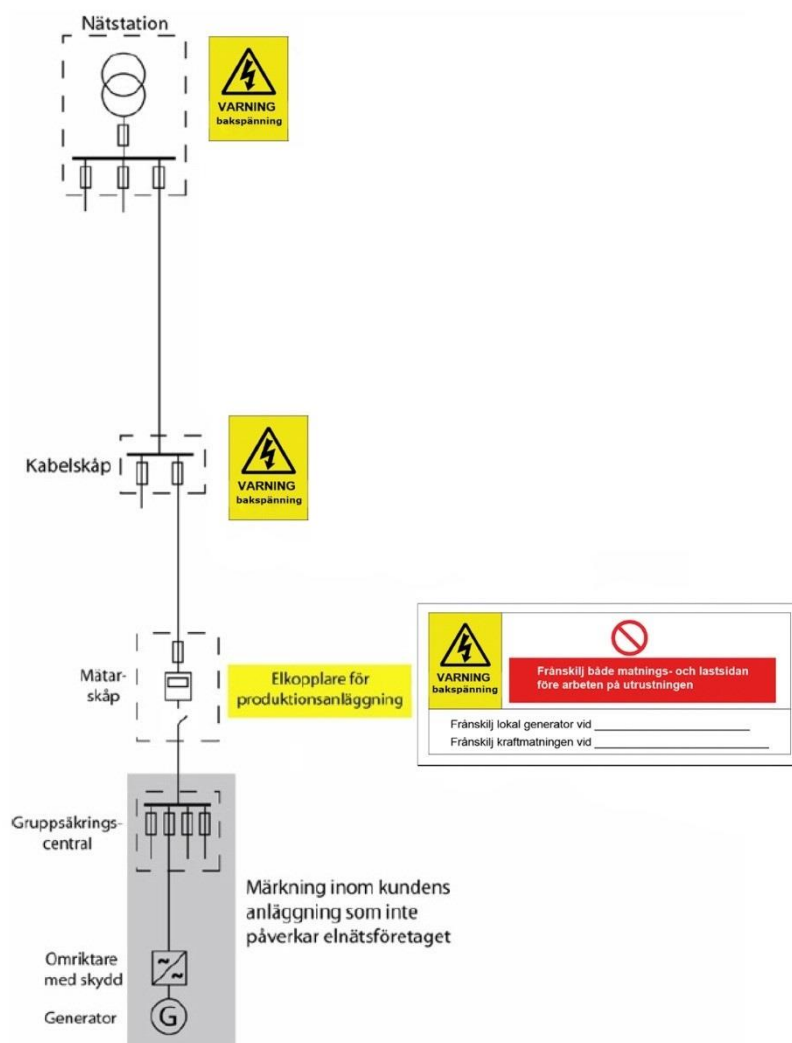 Nätstation
VARNING
bakspänning
Kabelskåp
VARNING
bakspänning
Mätar-
skåp
Elkopplare för
produktionsanläggning
VARNING
bakspänning
Frånskilj både matnings- och lastsidan
före arbeten på utrustningen
Frånskilj lokal generator vid
Frånskilj kraftmatningen vid
Gruppsäkrings-
central
Märkning inom kundens
anläggning som inte
påverkar elnätsföretaget
Omriktare
med skydd
Generator
G